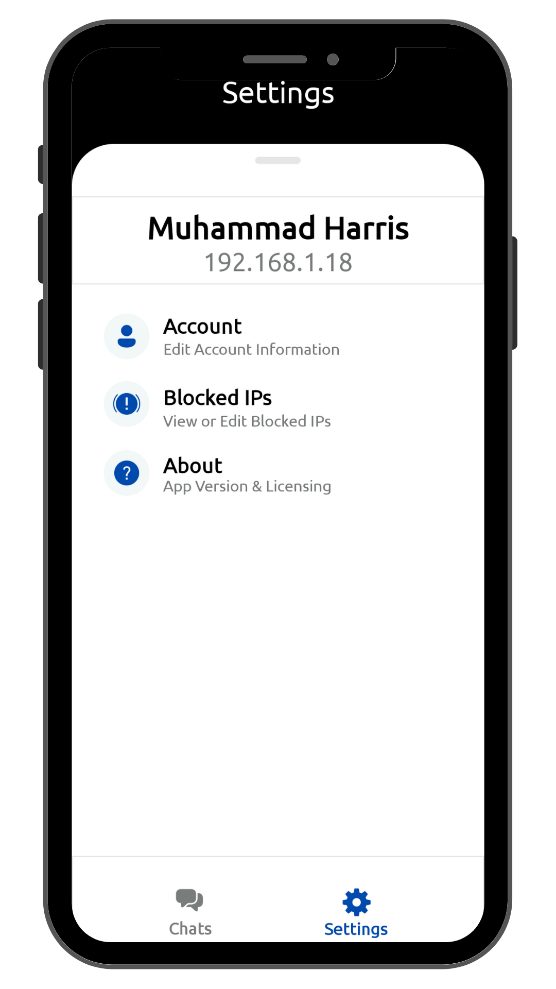 Settings
Muhammad Harris
192.168.1.18
Account
Edit Account Information
Blocked IPs
View or Edit Blocked IPs
About
App Version & Licensing
Chats
Settings